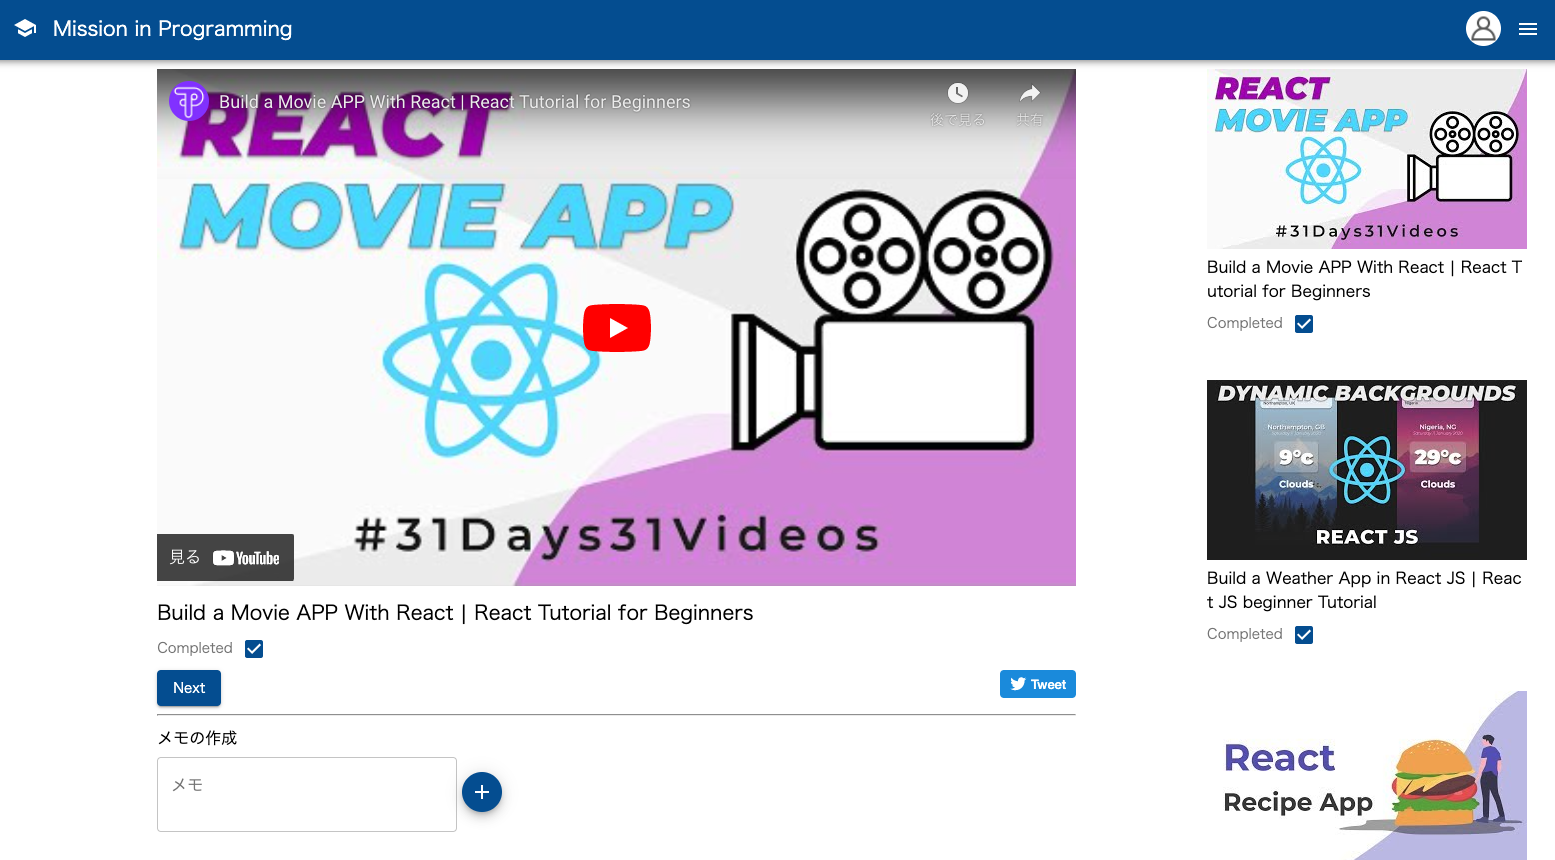 Mission in Programming
Build a Movie APP With React | React Tutorial for Beginners
後で見る
共有
REACT
MOVIE APP
#31Days31Videos
見る YouTube
Build a Movie APP With React | React Tutorial for Beginners
Completed
Next
Tweet
メモの作成
メモ
REACT
MOVIE APP
#31Days31Videos
Build a Movie APP With React | React T
utorial for Beginners
Completed
DYNAMIC BACKGROUNDS
Northampton, GB
Nigeria, NG
9°c
29°c
Clouds
Clouds
REACT JS
Build a Weather App in React JS | Reac
t JS beginner Tutorial
Completed
React
Recipe App